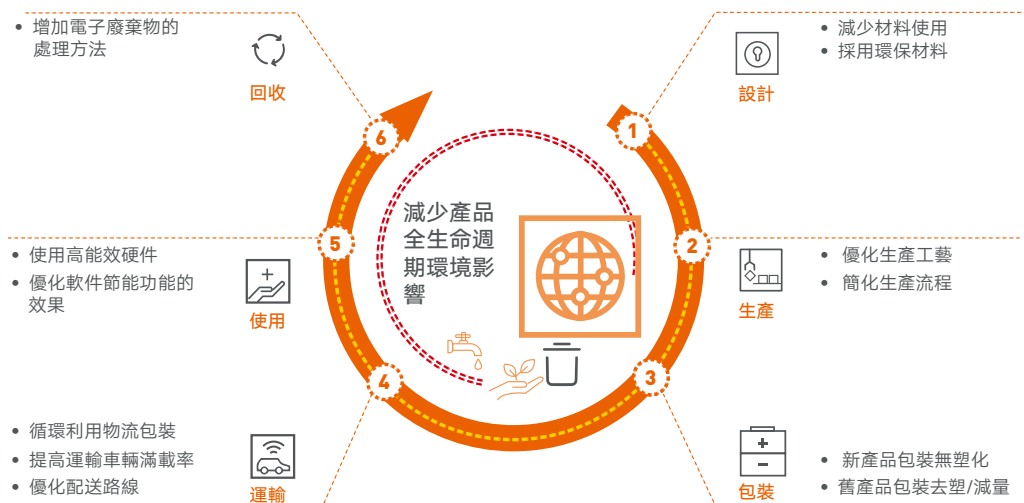 1
設計
• 減少材料使用
• 採用環保材料
2
生產
• 優化生產工藝
• 簡化生產流程
3
包裝
• 新產品包裝無塑化
• 舊產品包裝去塑/減量
4
運輸
• 循環利用物流包裝
• 提高運輸車輛滿載率
• 優化配送路線
5
使用
• 使用高能效硬件
• 優化軟件節能功能的
效果
6
回收
• 增加電子廢棄物的
處理方法
減少產品
全生命週
期環境影
響